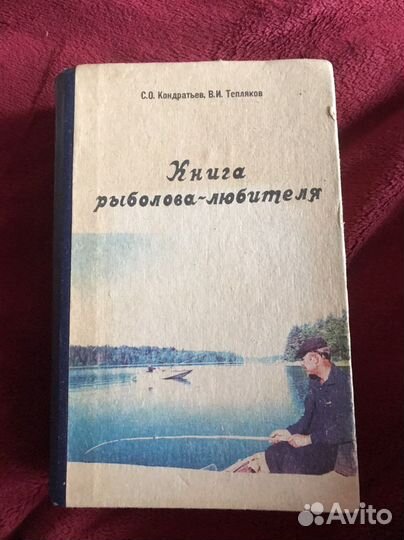 С.О. Кондратьев, В.И. Тепляков
Книга
рыболова-любителя
Avito